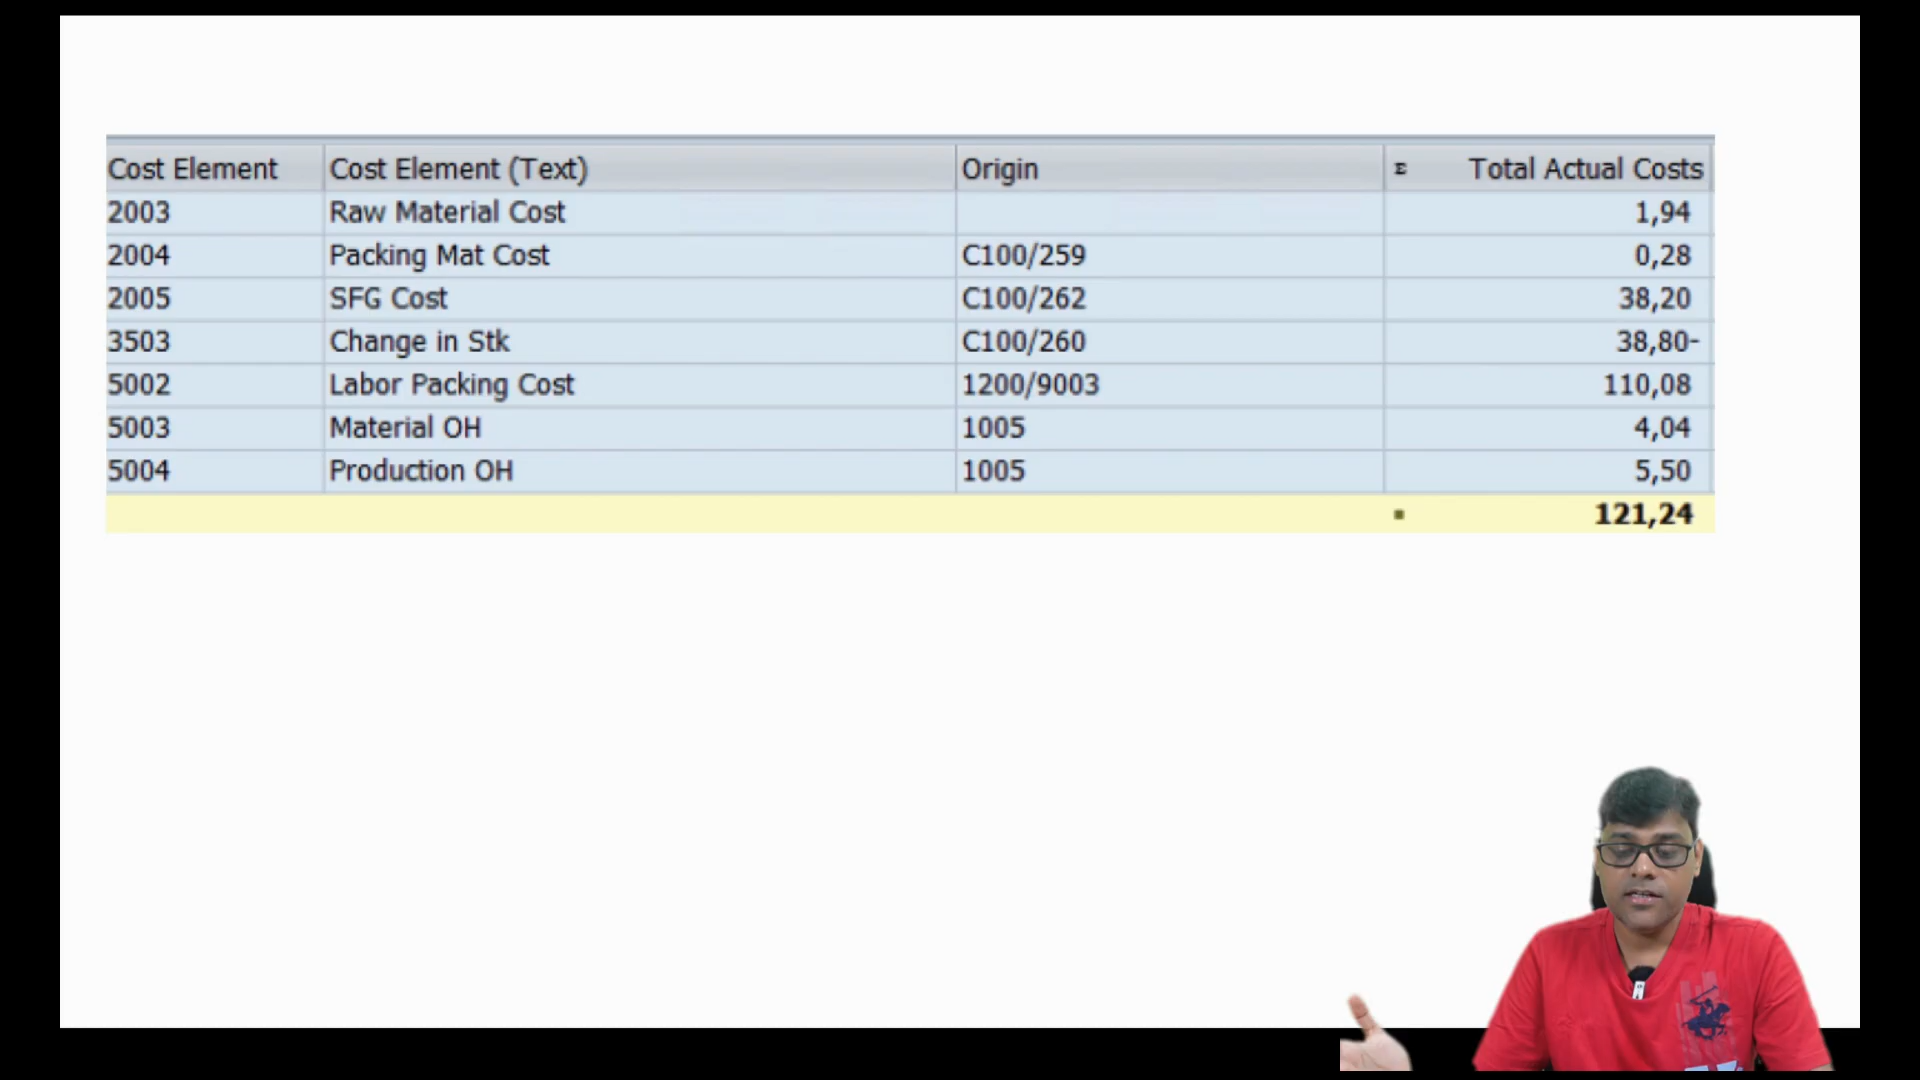 Cost Element Cost Element (Text) Origin Σ Total Actual Costs
2003 Raw Material Cost 1,94
2004 Packing Mat Cost C100/259 0,28
2005 SFG Cost C100/262 38,20
3503 Change in Stk C100/260 38,80-
5002 Labor Packing Cost 1200/9003 110,08
5003 Material OH 1005 4,04
5004 Production OH 1005 5,50
121,24